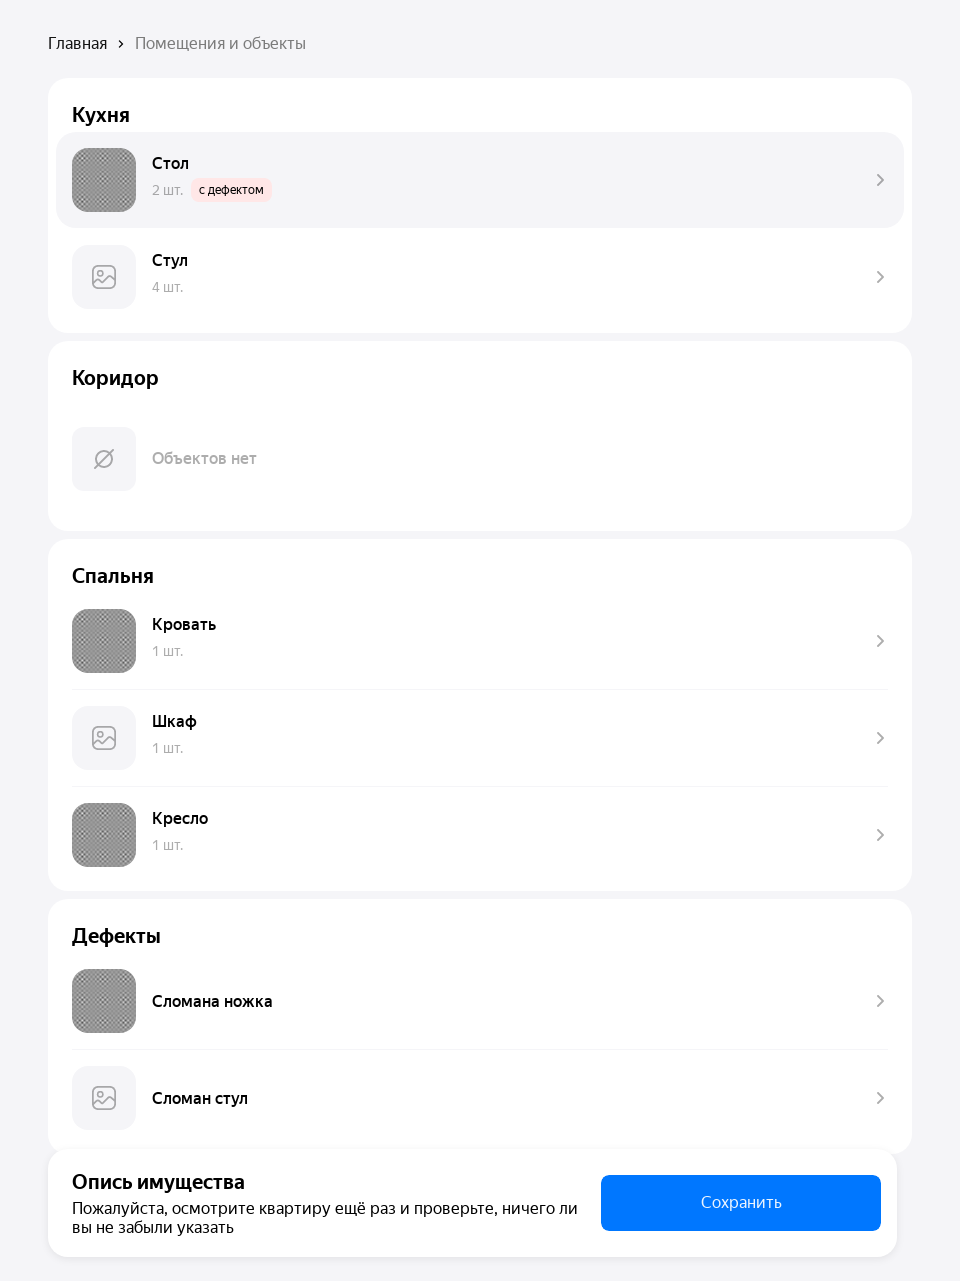 Главная
Помещения и объекты
Кухня
Стол
2 шт.
с дефектом
Стул
4 шт.
Коридор
Объектов нет
Спальня
Кровать
1 шт.
Шкаф
1 шт.
Кресло
1 шт.
Дефекты
Сломана ножка
Сломан стул
Опись имущества
Пожалуйста, осмотрите квартиру ещё раз и проверьте, ничего ли
вы не забыли указать
Сохранить